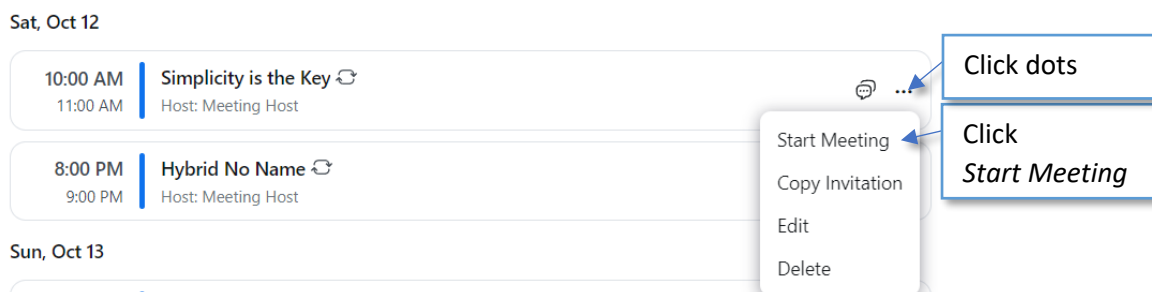 Sat, Oct 12
10:00 AM Simplicity is the Key
11:00 AM Host: Meeting Host
...
Click dots
Start Meeting
Copy Invitation
Edit
Delete
Click
Start Meeting
8:00 PM Hybrid No Name
9:00 PM Host: Meeting Host
Sun, Oct 13